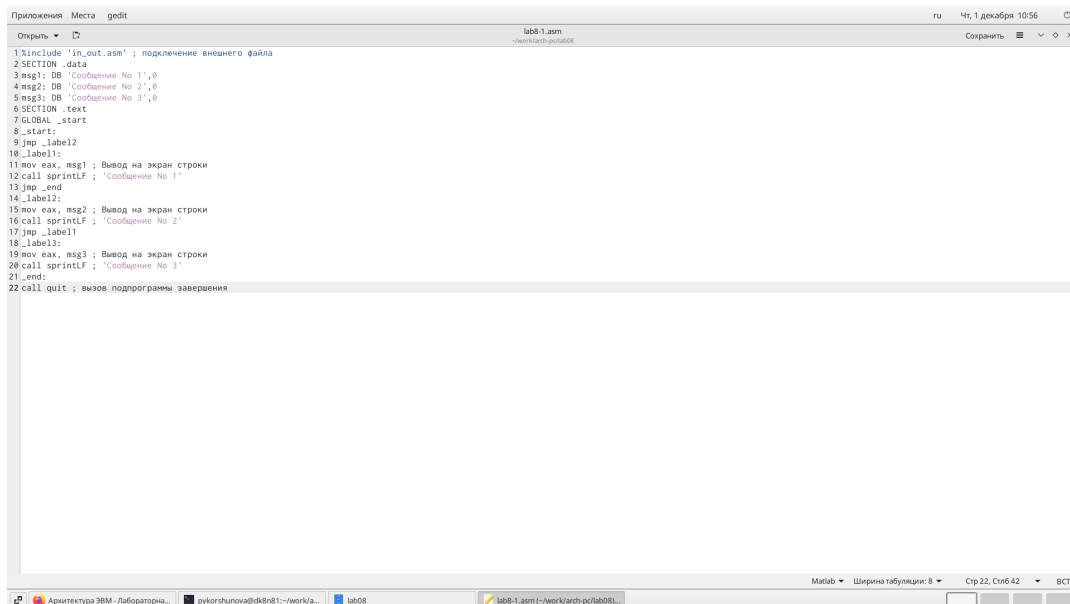 Приложения Места gedit ru Чт, 1 декабря 10:56
Открыть lab8-1.asm Сохранить
~/work/arch-pc/lab08
1 %include 'in_out.asm' ; подключение внешнего файла
2 SECTION .data
3 msg1: DB 'Сообщение No 1',0
4 msg2: DB 'Сообщение No 2',0
5 msg3: DB 'Сообщение No 3',0
6 SECTION .text
7 GLOBAL _start
8 _start:
9 jmp _label2
10 _label1:
11 mov eax, msg1 ; Вывод на экран строки
12 call sprintLF ; 'Сообщение No 1'
13 jmp _end
14 _label2:
15 mov eax, msg2 ; Вывод на экран строки
16 call sprintLF ; 'Сообщение No 2'
17 jmp _label1
18 _label3:
19 mov eax, msg3 ; Вывод на экран строки
20 call sprintLF ; 'Сообщение No 3'
21 _end:
22 call quit ; вызов подпрограммы завершения
Matlab Ширина табуляции: 8 Стр 22, Стлб 42 ВСТ
Архитектура ЭВМ - Лабораторна... pvkorshunova@dk8n81:~/work/a... lab08 lab8-1.asm (~/work/arch-pc/lab08)...